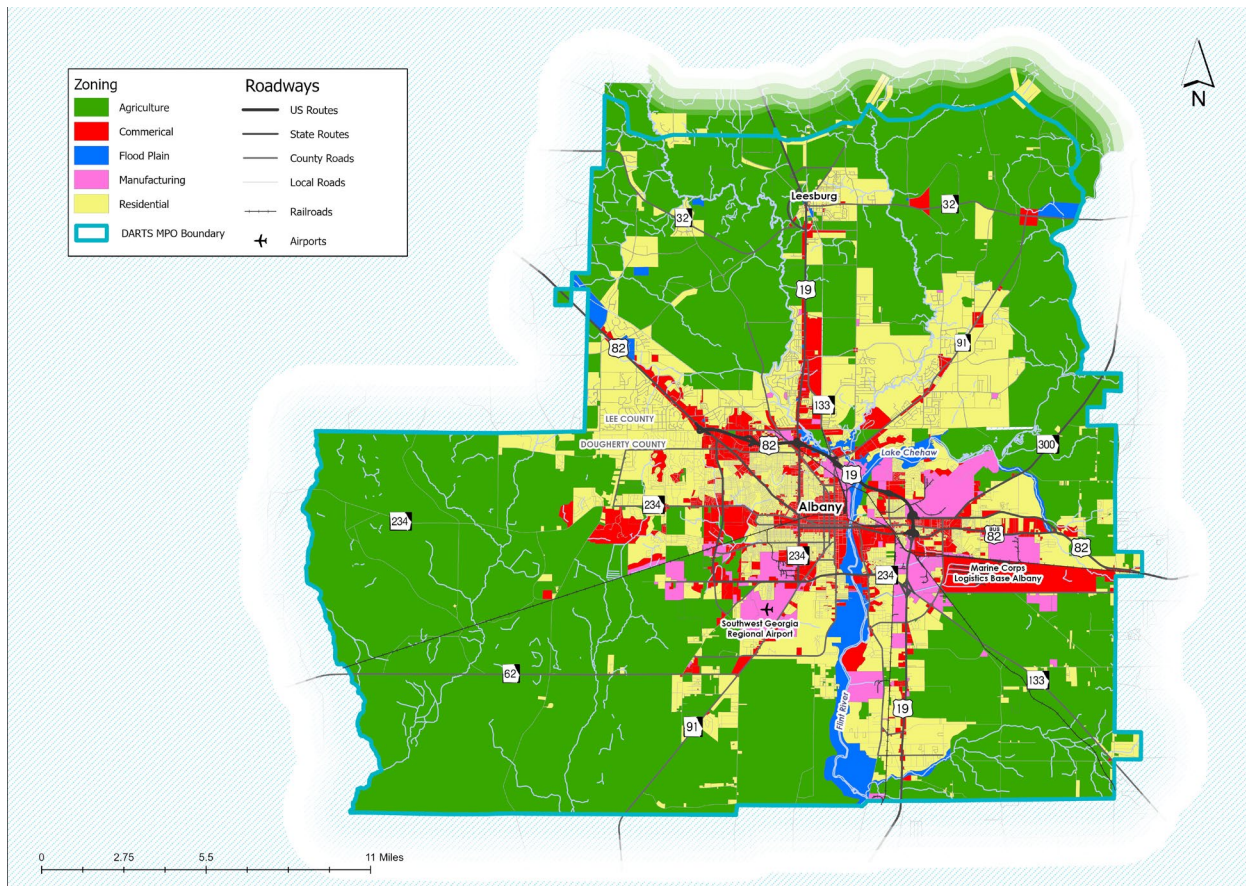 Zoning
Agriculture
Commerical
Flood Plain
Manufacturing
Residential
DARTS MPO Boundary
Roadways
US Routes
State Routes
County Roads
Local Roads
Railroads
Airports
N
Leesburg
32
32
19
82
91
133
LEE COUNTY
DOUGHERTY COUNTY
82
300
Lake Chehaw
19
Albany
234
234
BUS
82
82
234
234
Marine Corps
Logistics Base Albany
Southwest Georgia
Regional Airport
62
133
91
19
Flint River
0 2.75 5.5 11 Miles